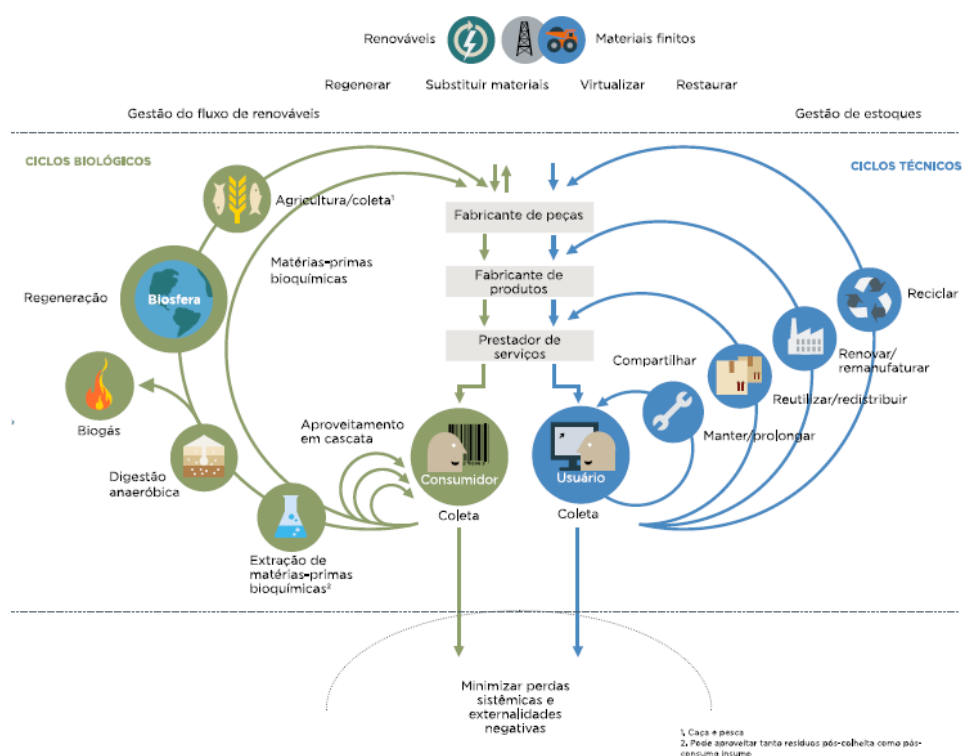 Renováveis
Materiais finitos
Regenerar
Substituir materiais
Virtualizar
Restaurar
Gestão do fluxo de renováveis
Gestão de estoques
CICLOS BIOLÓGICOS
CICLOS TÉCNICOS
Agricultura/coleta¹
Fabricante de peças
Matérias-primas
bioquímicas
Fabricante de
produtos
Regeneração
Biosfera
Reciclar
Prestador de
serviços
Compartilhar
Renovar/
remanufaturar
Reutilizar/redistribuir
Biogás
Aproveitamento
em cascata
Manter/prolongar
Digestão
anaeróbica
Consumidor
Usuário
Coleta
Coleta
Extração de
matérias-primas
bioquímicas²
Minimizar perdas
sistêmicas e
externalidades
negativas
1. Caça e pesca
2. Pode aproveitar tanto resíduos pós-colheita como pós-
consumo insumo